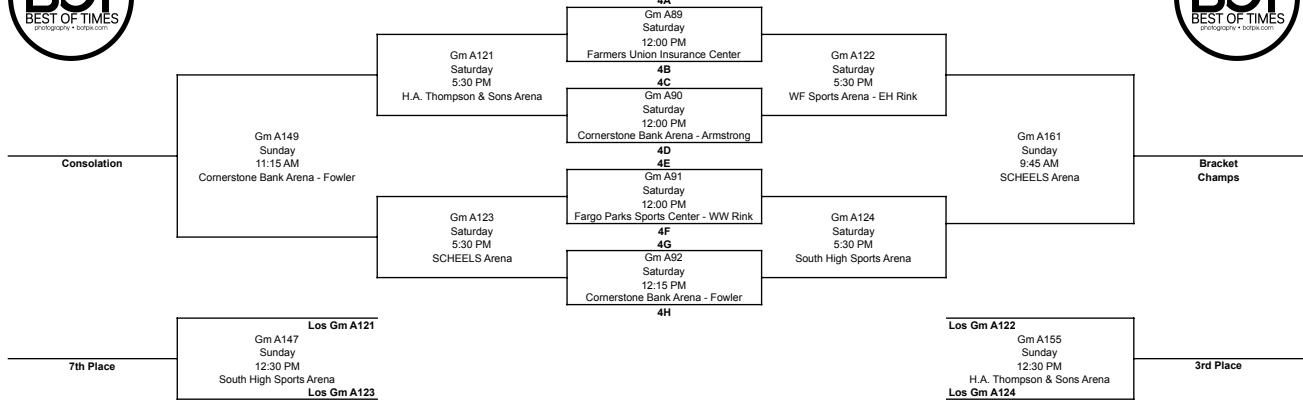 BOT
BEST OF TIMES
photography • botpix.com
BOT
BEST OF TIMES
photography • botpix.com
4A
Gm A89
Saturday
12:00 PM
Farmers Union Insurance Center
4B
4C
Gm A90
Saturday
12:00 PM
Cornerstone Bank Arena - Armstrong
4D
4E
Gm A91
Saturday
12:00 PM
Fargo Parks Sports Center - WW Rink
4F
4G
Gm A92
Saturday
12:15 PM
Cornerstone Bank Arena - Fowler
4H
Gm A121
Saturday
5:30 PM
H.A. Thompson & Sons Arena
Gm A122
Saturday
5:30 PM
WF Sports Arena - EH Rink
Gm A149
Sunday
11:15 AM
Cornerstone Bank Arena - Fowler
Consolation
Gm A161
Sunday
9:45 AM
SCHEELS Arena
Bracket
Champs
Gm A123
Saturday
5:30 PM
SCHEELS Arena
Gm A124
Saturday
5:30 PM
South High Sports Arena
Los Gm A121
Gm A147
Sunday
12:30 PM
South High Sports Arena
Los Gm A123
7th Place
Los Gm A122
Gm A155
Sunday
12:30 PM
H.A. Thompson & Sons Arena
Los Gm A124
3rd Place